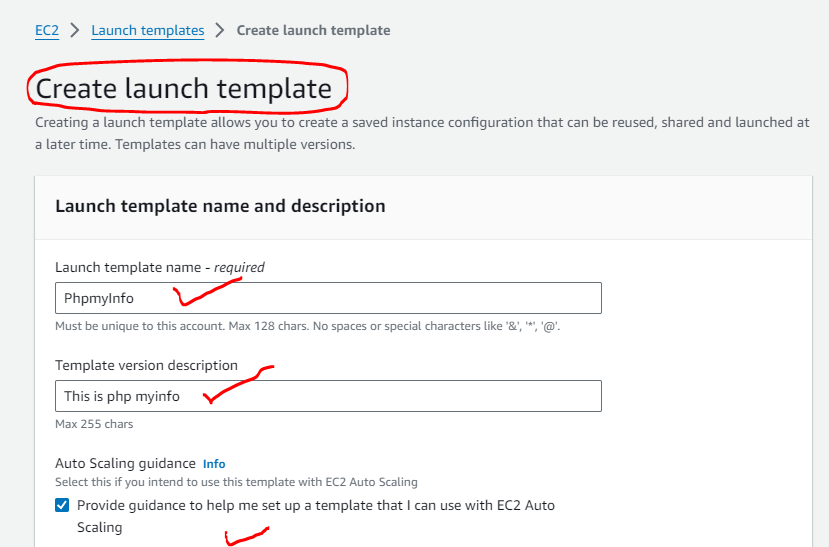 EC2 > Launch templates > Create launch template
Create launch template
Creating a launch template allows you to create a saved instance configuration that can be reused, shared and launched at
a later time. Templates can have multiple versions.
Launch template name and description
Launch template name - required
PhpmyInfo
Must be unique to this account. Max 128 chars. No spaces or special characters like '&', '*', '@'.
Template version description
This is php myinfo
Max 255 chars
Auto Scaling guidance Info
Select this if you intend to use this template with EC2 Auto Scaling
Provide guidance to help me set up a template that I can use with EC2 Auto
Scaling